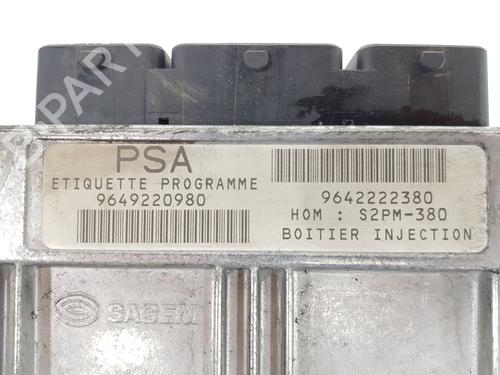 PSA
ETIQUETTE PROGRAMME
9649220980
9642222380
HOM : S2PM-380
BOITIER INJECTION
SAGEM